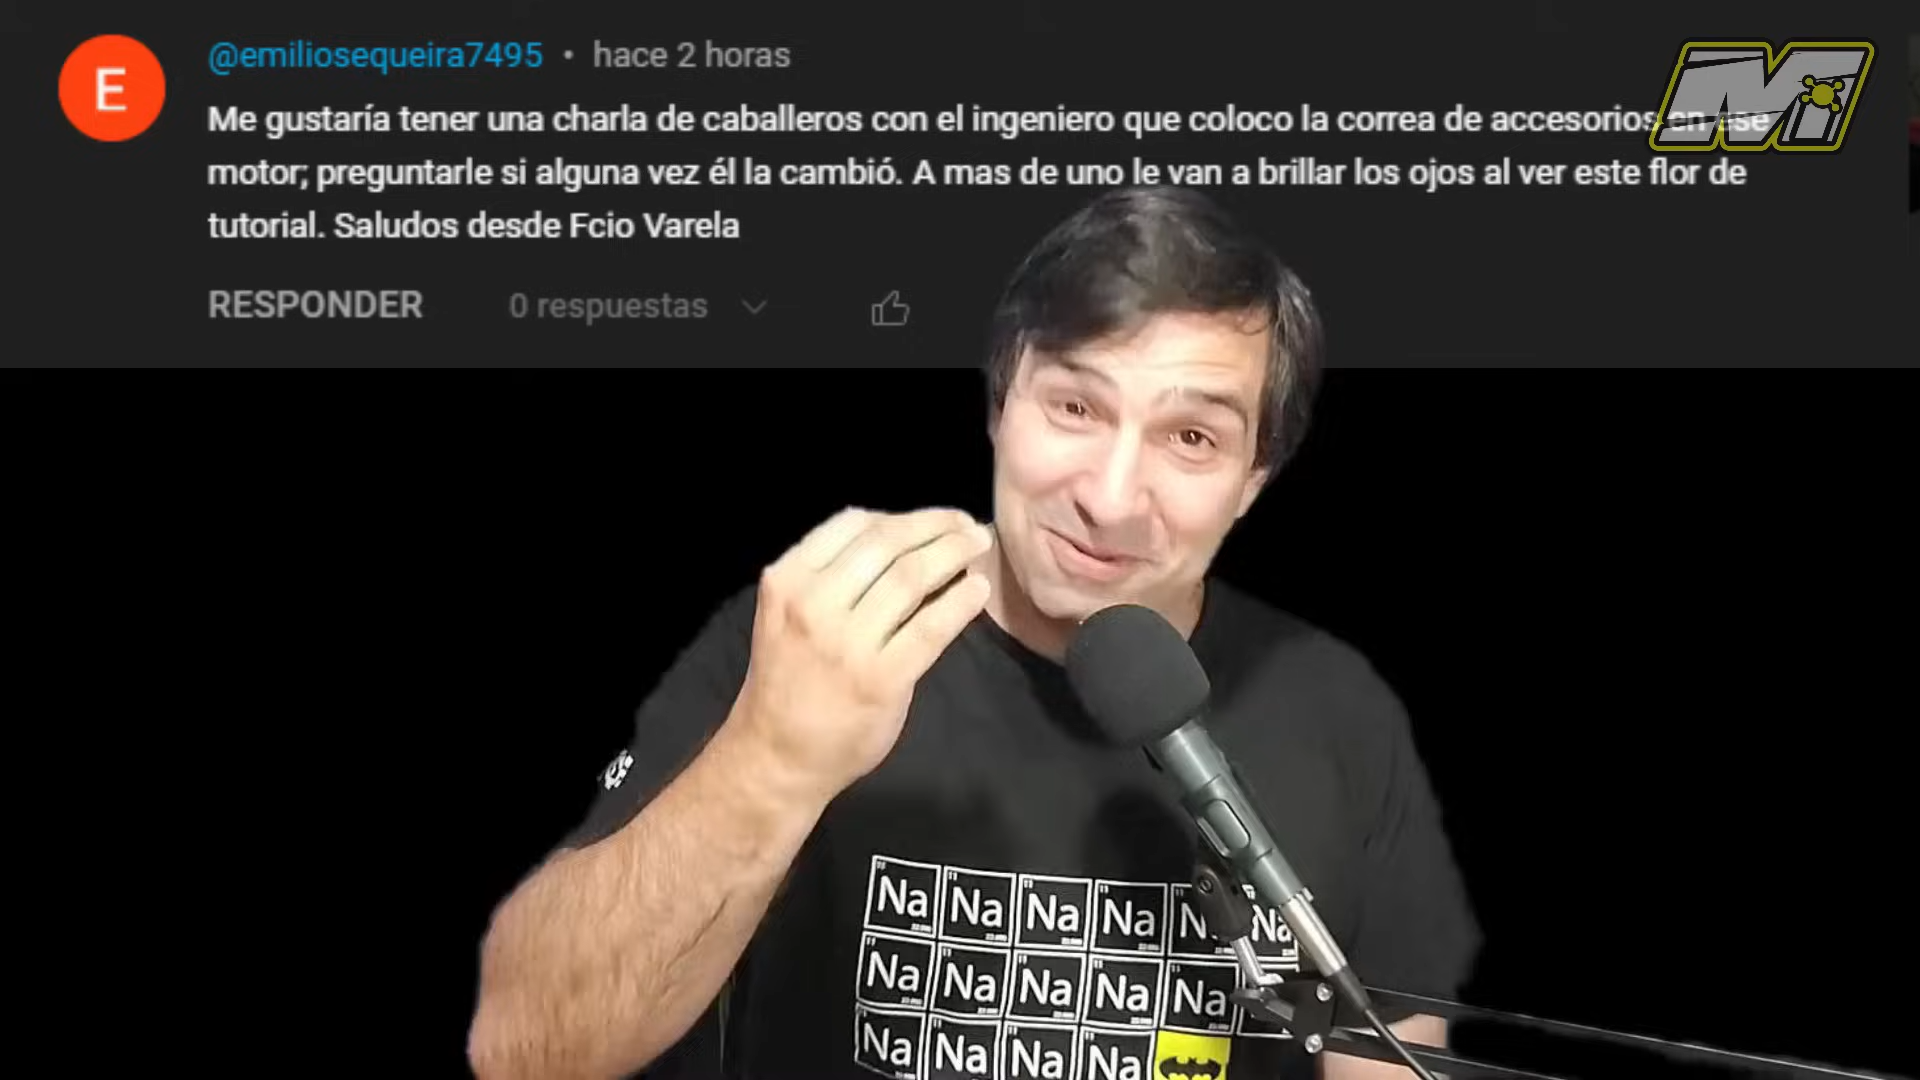 E
@emiliosequeira7495 • hace 2 horas
Me gustaría tener una charla de caballeros con el ingeniero que coloco la correa de accesorios en ese
motor; preguntarle si alguna vez él la cambió. A mas de uno le van a brillar los ojos al ver este flor de
tutorial. Saludos desde Fcio Varela
RESPONDER 0 respuestas
Mi
Na Na Na Na N Na
Na Na Na Na Na
Na Na Na Na